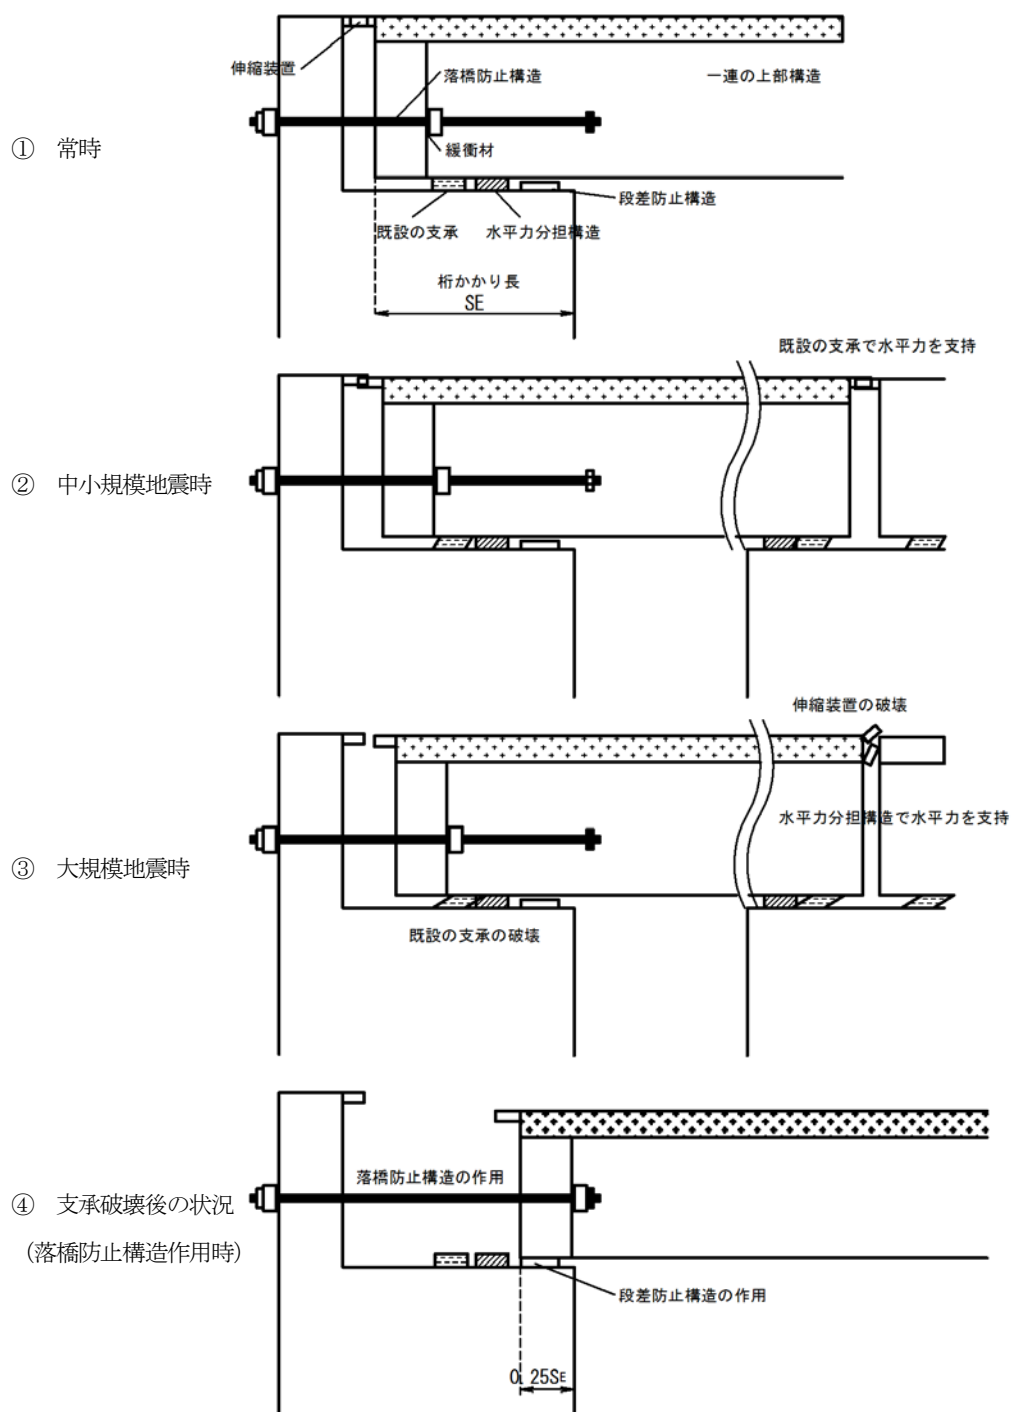 伸縮装置
落橋防止構造
一連の上部構造
① 常時
緩衝材
段差防止構造
既設の支承
水平力分担構造
桁かかり長
SE
既設の支承で水平力を支持
② 中小規模地震時
伸縮装置の破壊
水平力分担構造で水平力を支持
③ 大規模地震時
既設の支承の破壊
落橋防止構造の作用
④ 支承破壊後の状況
(落橋防止構造作用時)
段差防止構造の作用
0.25SE